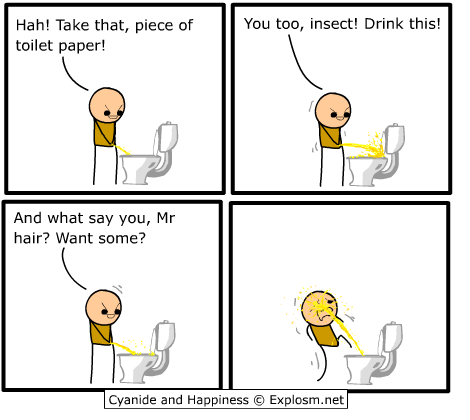 Hah! Take that, piece of
toilet paper!
You too, insect! Drink this!
And what say you, Mr
hair? Want some?
Cyanide and Happiness © Explosm.net